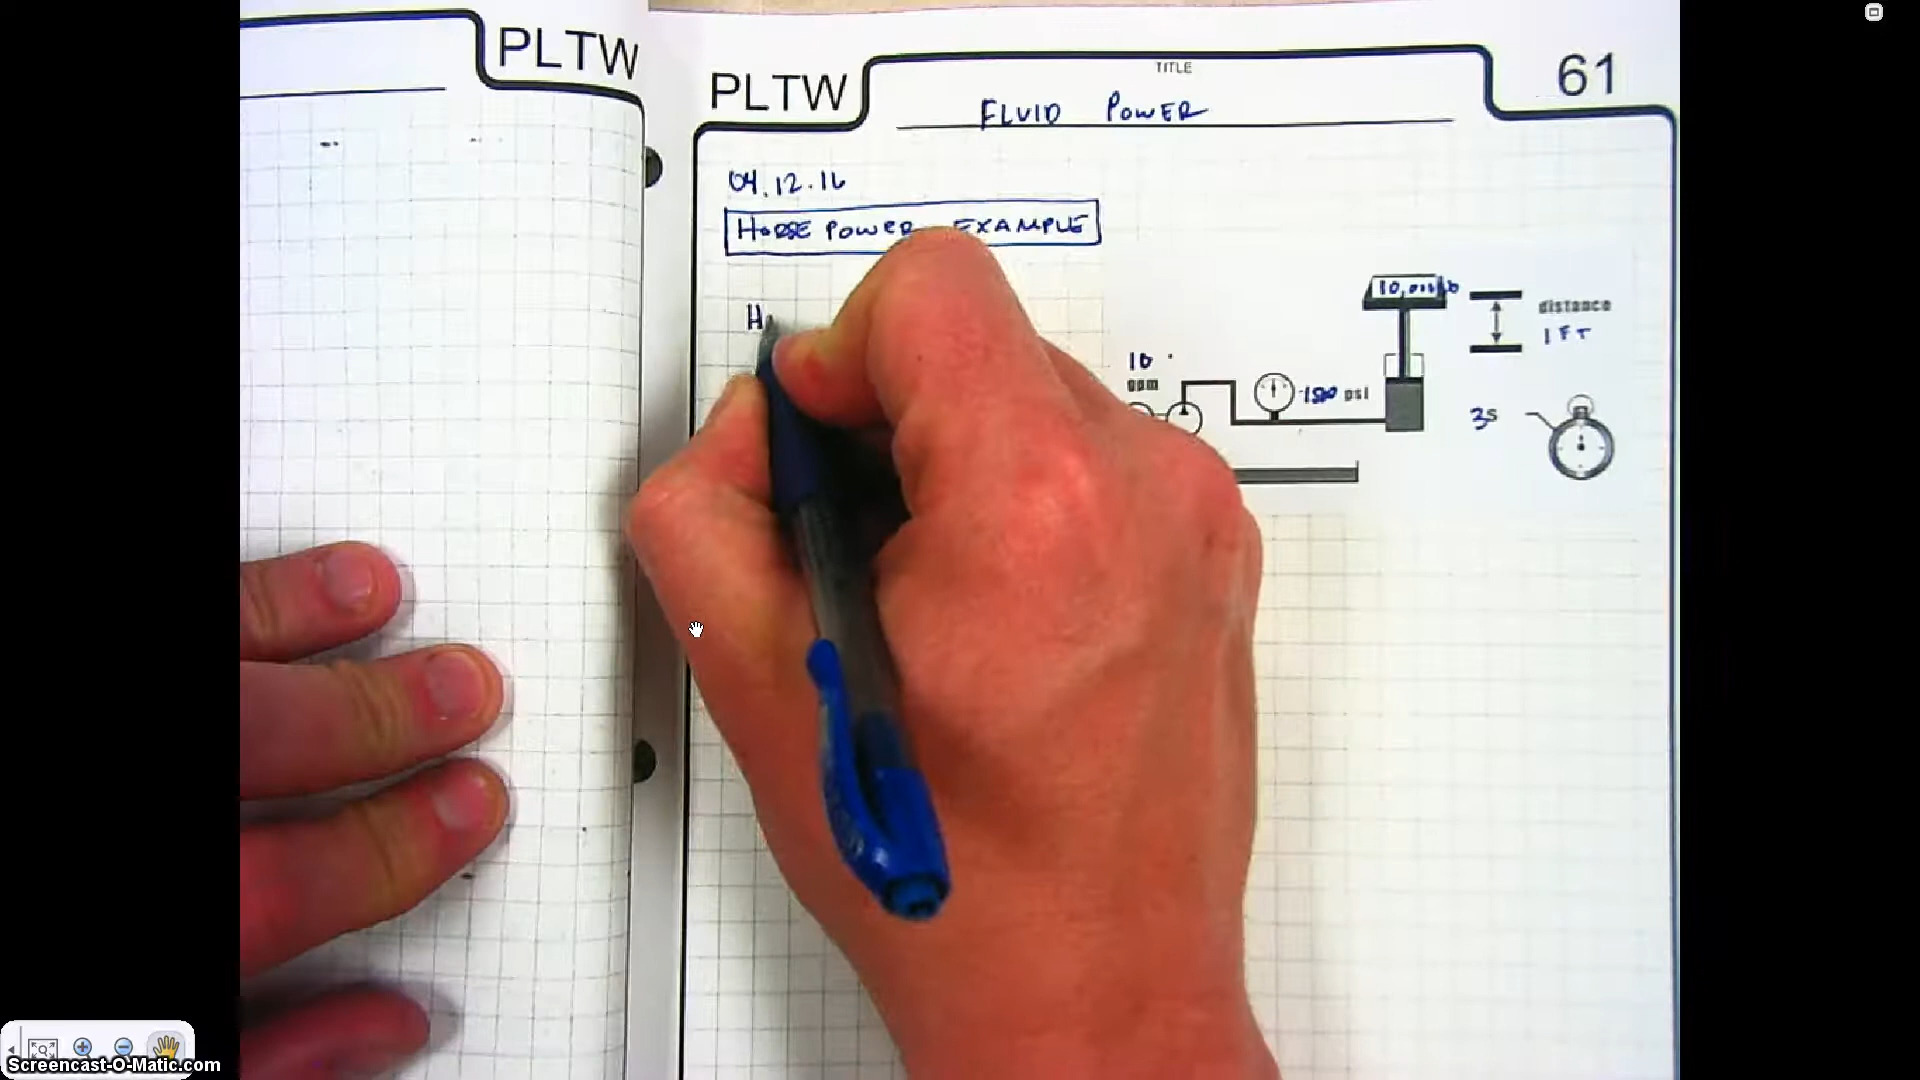 PLTW
PLTW
TITLE
61
FLUID POWER
04.12.16
HORSE POWER EXAMPLE
H
10,000 lb
distance
1 FT
10
gpm
psi
3s
Screencast-O-Matic.com